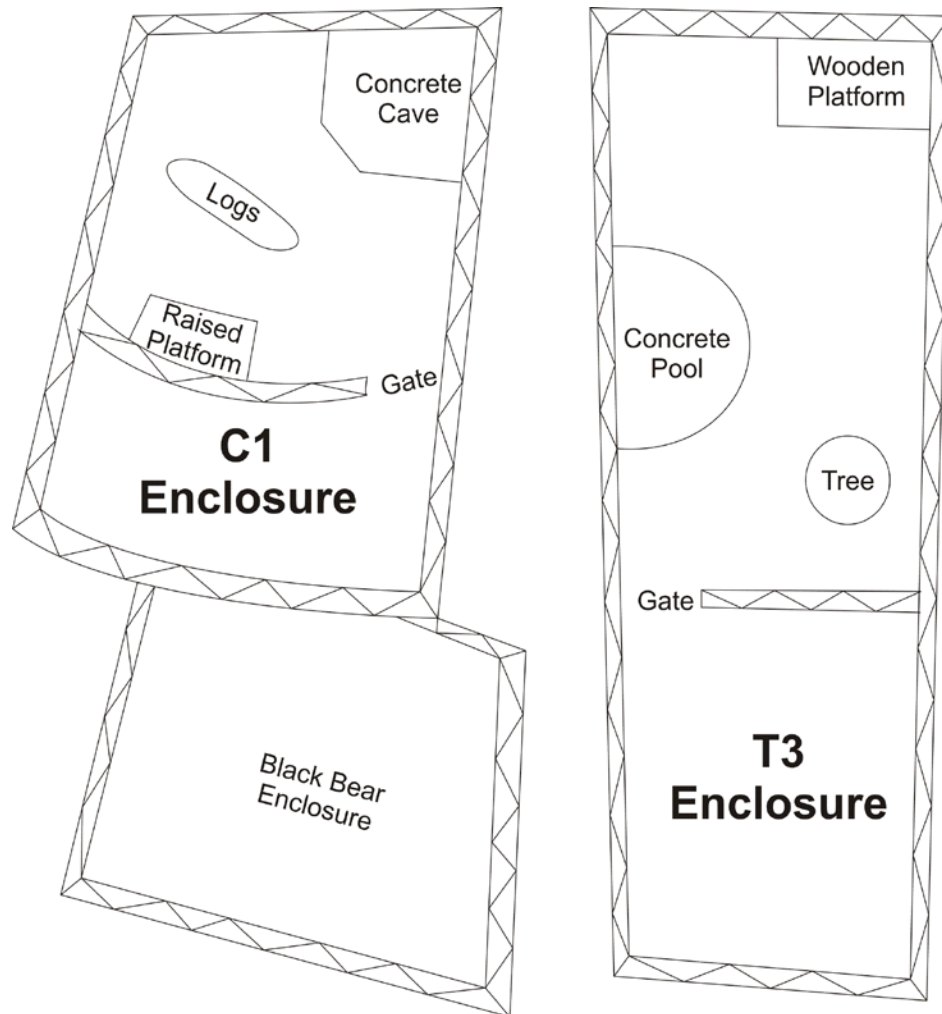 Concrete
Cave
Logs
Raised
Platform
Gate
C1
Enclosure
Black Bear
Enclosure
Wooden
Platform
Concrete
Pool
Tree
Gate
T3
Enclosure